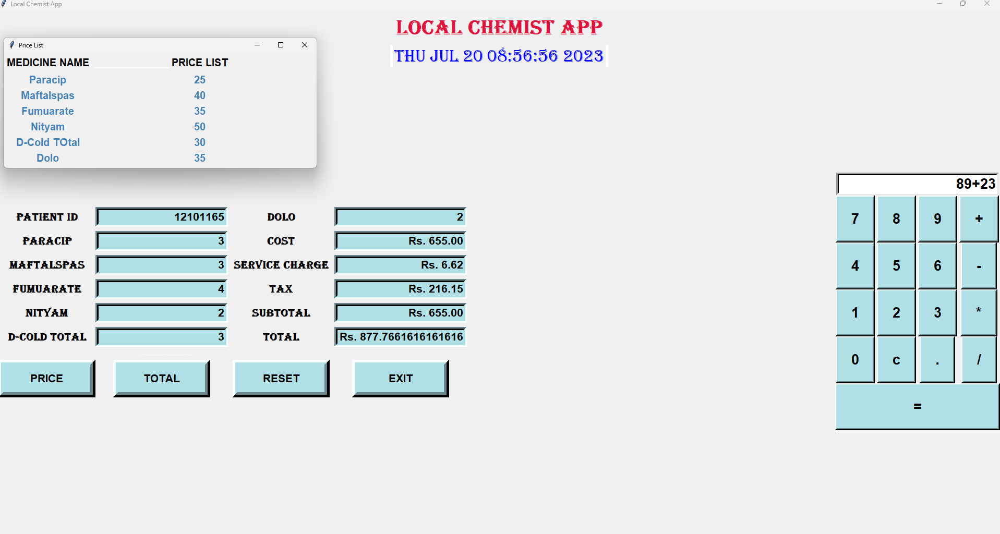 Local Chemist App
LOCAL CHEMIST APP
THU JUL 20 08:56:56 2023
Price List
MEDICINE NAME PRICE LIST
Paracip 25
Maftalspas 40
Fumuarate 35
Nityam 50
D-Cold TOtal 30
Dolo 35
PATIENT ID 12101165 DOLO 2
PARACIP 3 COST Rs. 655.00
MAFTALSPAS 3 SERVICE CHARGE Rs. 6.62
FUMUARATE 4 TAX Rs. 216.15
NITYAM 2 SUBTOTAL Rs. 655.00
D-COLD TOTAL 3 TOTAL Rs. 877.7661616161616
PRICE TOTAL RESET EXIT
89+23
7 8 9 +
4 5 6 -
1 2 3 *
0 c . /
=